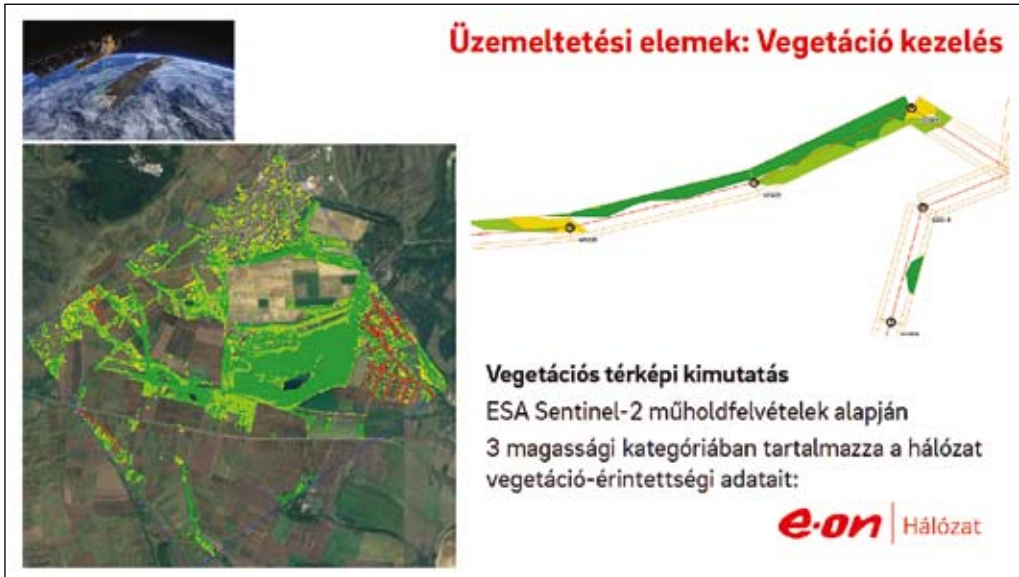 Üzemeltetési elemek: Vegetáció kezelés
Vegetációs térképi kimutatás
ESA Sentinel-2 műholdfelvételek alapján
3 magassági kategóriában tartalmazza a hálózat
vegetáció-érintettségi adatait:
e·on | Hálózat